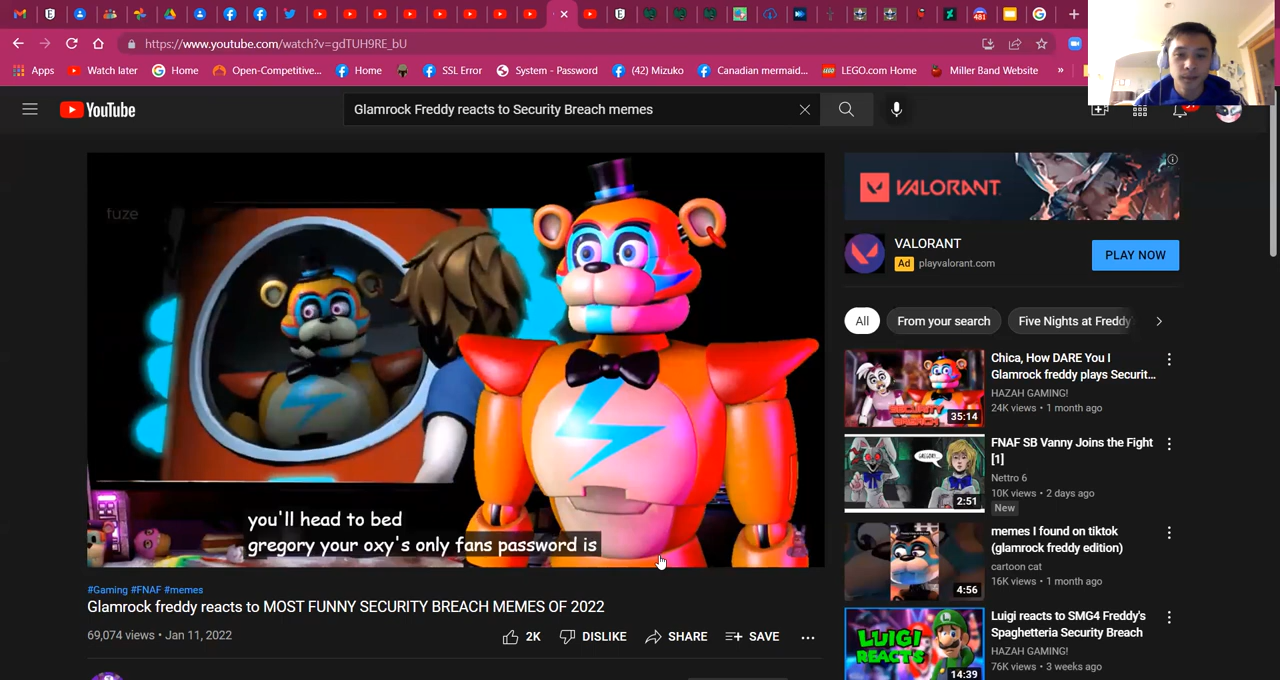 481
https://www.youtube.com/watch?v=gdTUH9RE_bU
Apps
Watch later
Home
Open-Competitive...
Home
SSL Error
System - Password
(42) Mizuko
Canadian mermaid...
LEGO.com Home
Miller Band Website
»
YouTube
Glamrock Freddy reacts to Security Breach memes
fuze
you'll head to bed
gregory your oxy's only fans password is
#Gaming #FNAF #memes
Glamrock freddy reacts to MOST FUNNY SECURITY BREACH MEMES OF 2022
69,074 views • Jan 11, 2022
2K
DISLIKE
SHARE
SAVE
VALORANT
VALORANT
Ad playvalorant.com
PLAY NOW
All
From your search
Five Nights at Freddy'
Chica, How DARE You I
Glamrock freddy plays Securit...
HAZAH GAMING!
24K views • 1 month ago
SECURITY
BREACH
35:14
FNAF SB Vanny Joins the Fight
[1]
Nettro 6
10K views • 2 days ago
New
GREGORY...
2:51
memes I found on tiktok
(glamrock freddy edition)
cartoon cat
16K views • 1 month ago
4:56
Luigi reacts to SMG4 Freddy's
Spaghetteria Security Breach
HAZAH GAMING!
76K views • 3 weeks ago
LUIGI
REACTS
14:39